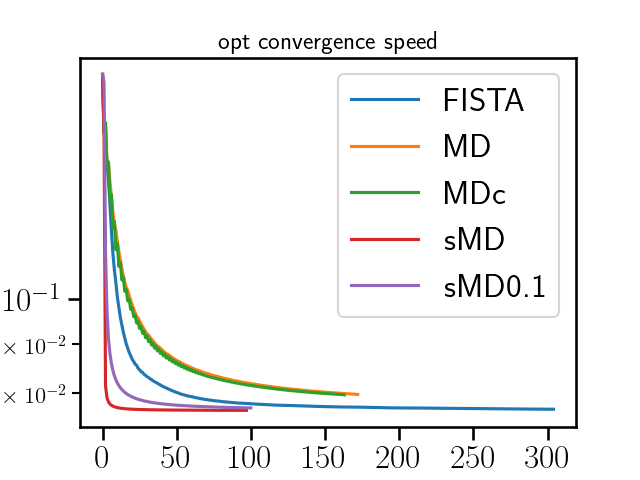 opt convergence speed
FISTA
MD
MDc
sMD
sMD0.1
10⁻¹
× 10⁻²
× 10⁻²
0 50 100 150 200 250 300